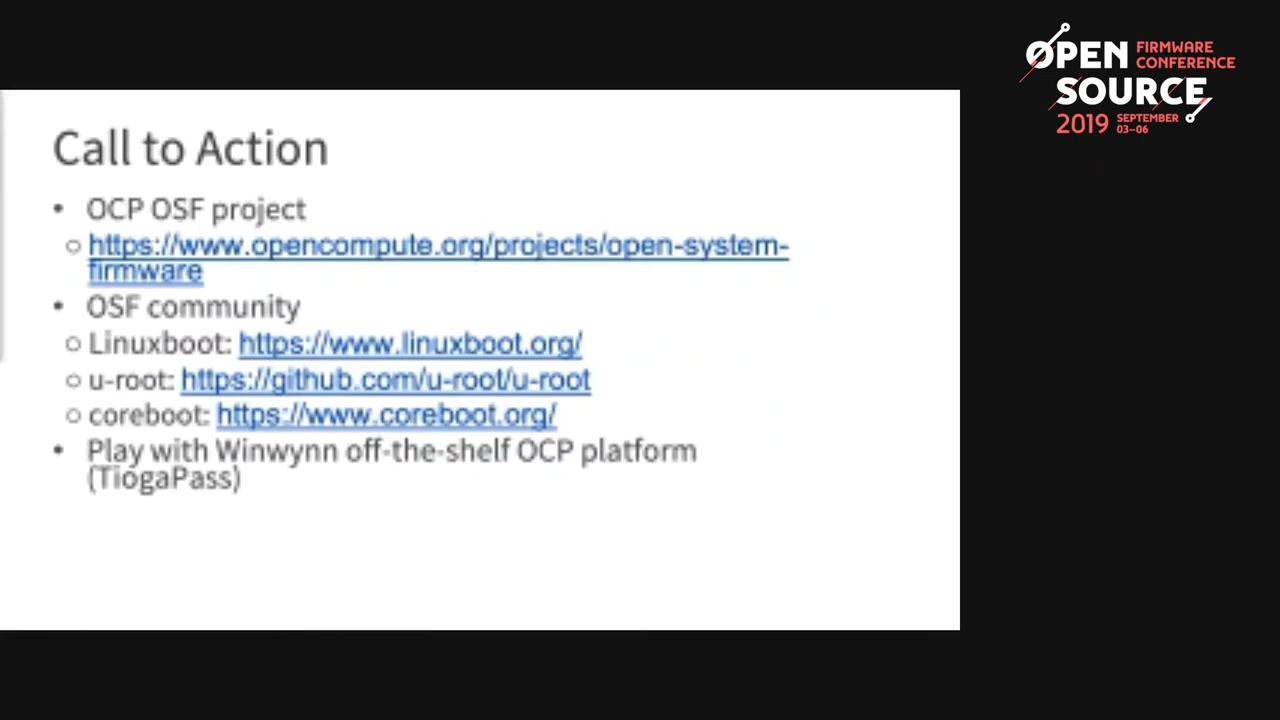 OPEN FIRMWARE CONFERENCE
SOURCE
2019 SEPTEMBER 03–06
Call to Action
• OCP OSF project
○ https://www.opencompute.org/projects/open-system-
firmware
• OSF community
○ Linuxboot: https://www.linuxboot.org/
○ u-root: https://github.com/u-root/u-root
○ coreboot: https://www.coreboot.org/
• Play with Winwynn off-the-shelf OCP platform
(TiogaPass)